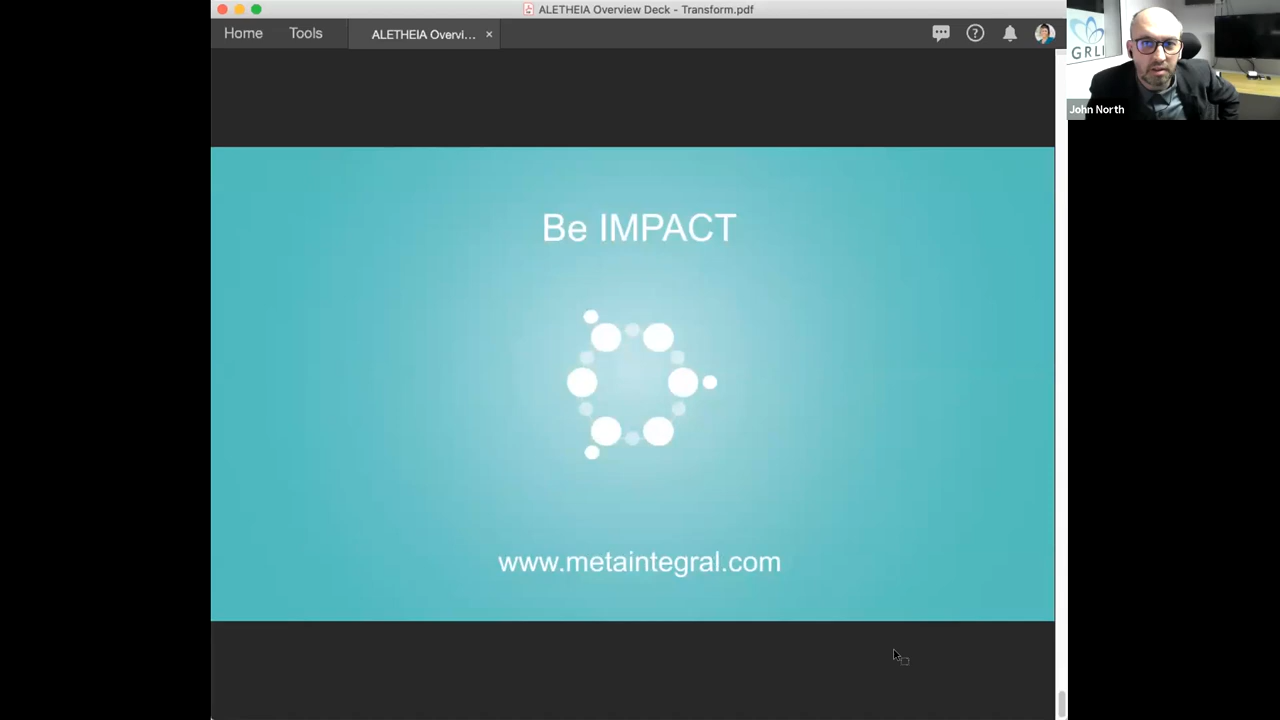 ALETHEIA Overview Deck - Transform.pdf
Home
Tools
ALETHEIA Overvi... ×
GRLI
John North
Be IMPACT
www.metaintegral.com